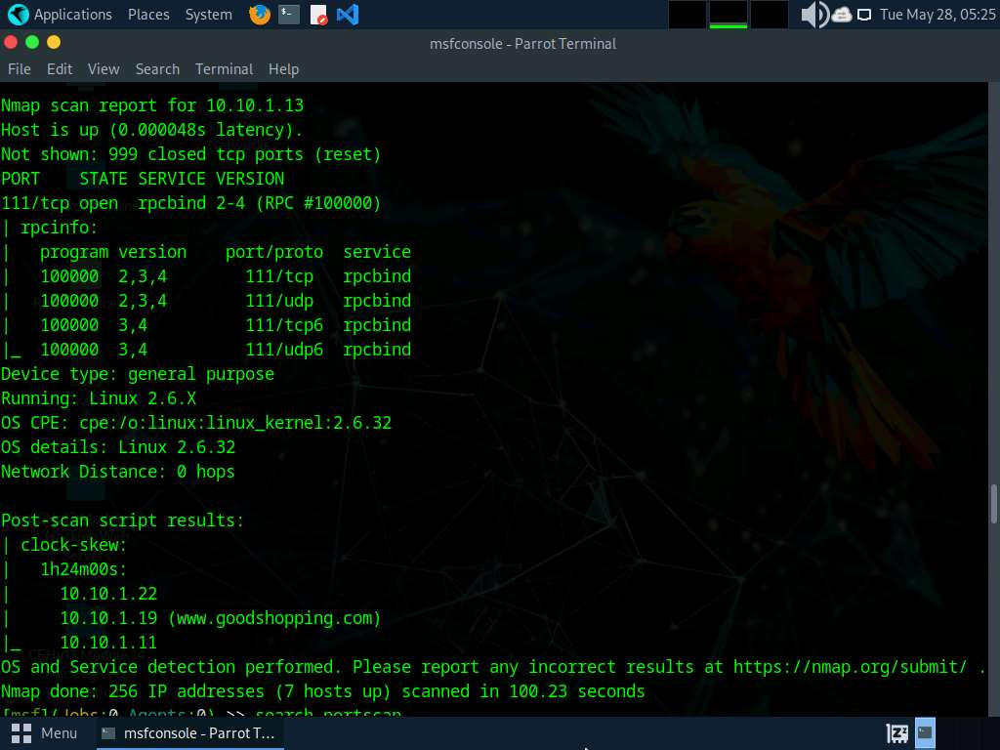 Applications Places System
Tue May 28, 05:25
msfconsole - Parrot Terminal
File Edit View Search Terminal Help
Nmap scan report for 10.10.1.13
Host is up (0.000048s latency).
Not shown: 999 closed tcp ports (reset)
PORT    STATE SERVICE VERSION
111/tcp open  rpcbind 2-4 (RPC #100000)
| rpcinfo:
|   program version    port/proto  service
|   100000  2,3,4        111/tcp   rpcbind
|   100000  2,3,4        111/udp   rpcbind
|   100000  3,4          111/tcp6  rpcbind
|_  100000  3,4          111/udp6  rpcbind
Device type: general purpose
Running: Linux 2.6.X
OS CPE: cpe:/o:linux:linux_kernel:2.6.32
OS details: Linux 2.6.32
Network Distance: 0 hops
Post-scan script results:
| clock-skew:
|   1h24m00s:
|     10.10.1.22
|     10.10.1.19 (www.goodshopping.com)
|_    10.10.1.11
OS and Service detection performed. Please report any incorrect results at https://nmap.org/submit/ .
Nmap done: 256 IP addresses (7 hosts up) scanned in 100.23 seconds
[msf](Jobs:0 Agents:0) >> search portscan
Menu msfconsole - Parrot T...